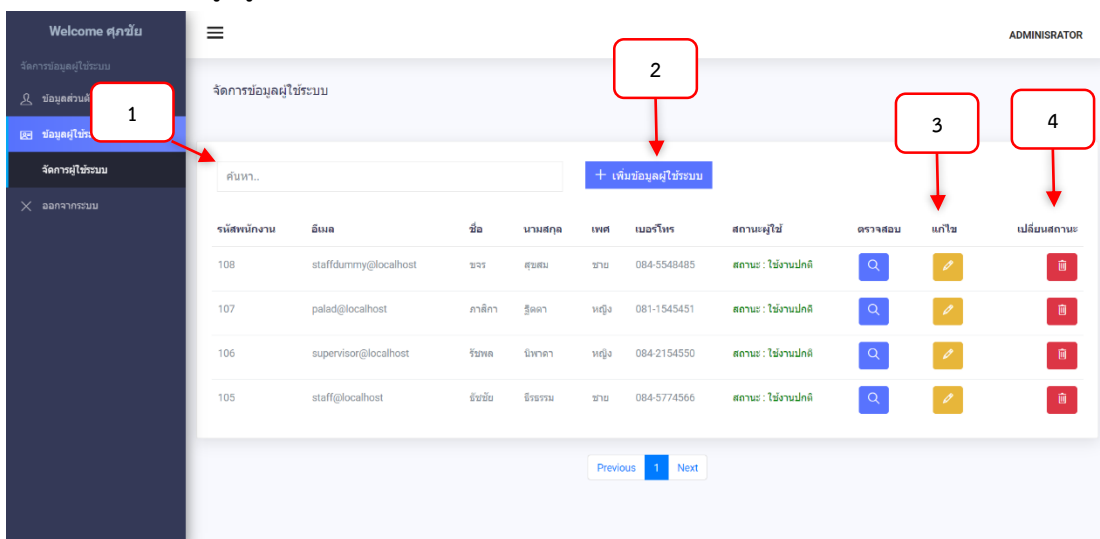 Welcome ศุภชัย
ADMINISRATOR
จัดการข้อมูลผู้ใช้ระบบ
2
จัดการข้อมูลผู้ใช้ระบบ
ข้อมูลส่วนตั
1
3
4
ข้อมูลผู้ใช้ระ
จัดการผู้ใช้ระบบ
ค้นหา..
+ เพิ่มข้อมูลผู้ใช้ระบบ
ออกจากระบบ
รหัสพนักงาน อีเมล ชื่อ นามสกุล เพศ เบอร์โทร สถานะผู้ใช้ ตรวจสอบ แก้ไข เปลี่ยนสถานะ
108 staffdummy@localhost ขจร สุขสม ชาย 084-5548485 สถานะ : ใช้งานปกติ
107 palad@localhost ภาติกา ฐิตตา หญิง 081-1545451 สถานะ : ใช้งานปกติ
106 supervisor@localhost รัชพล นิพาดา หญิง 084-2154550 สถานะ : ใช้งานปกติ
105 staff@localhost ธัชชัย ธีรธรรม ชาย 084-5774566 สถานะ : ใช้งานปกติ
Previous 1 Next